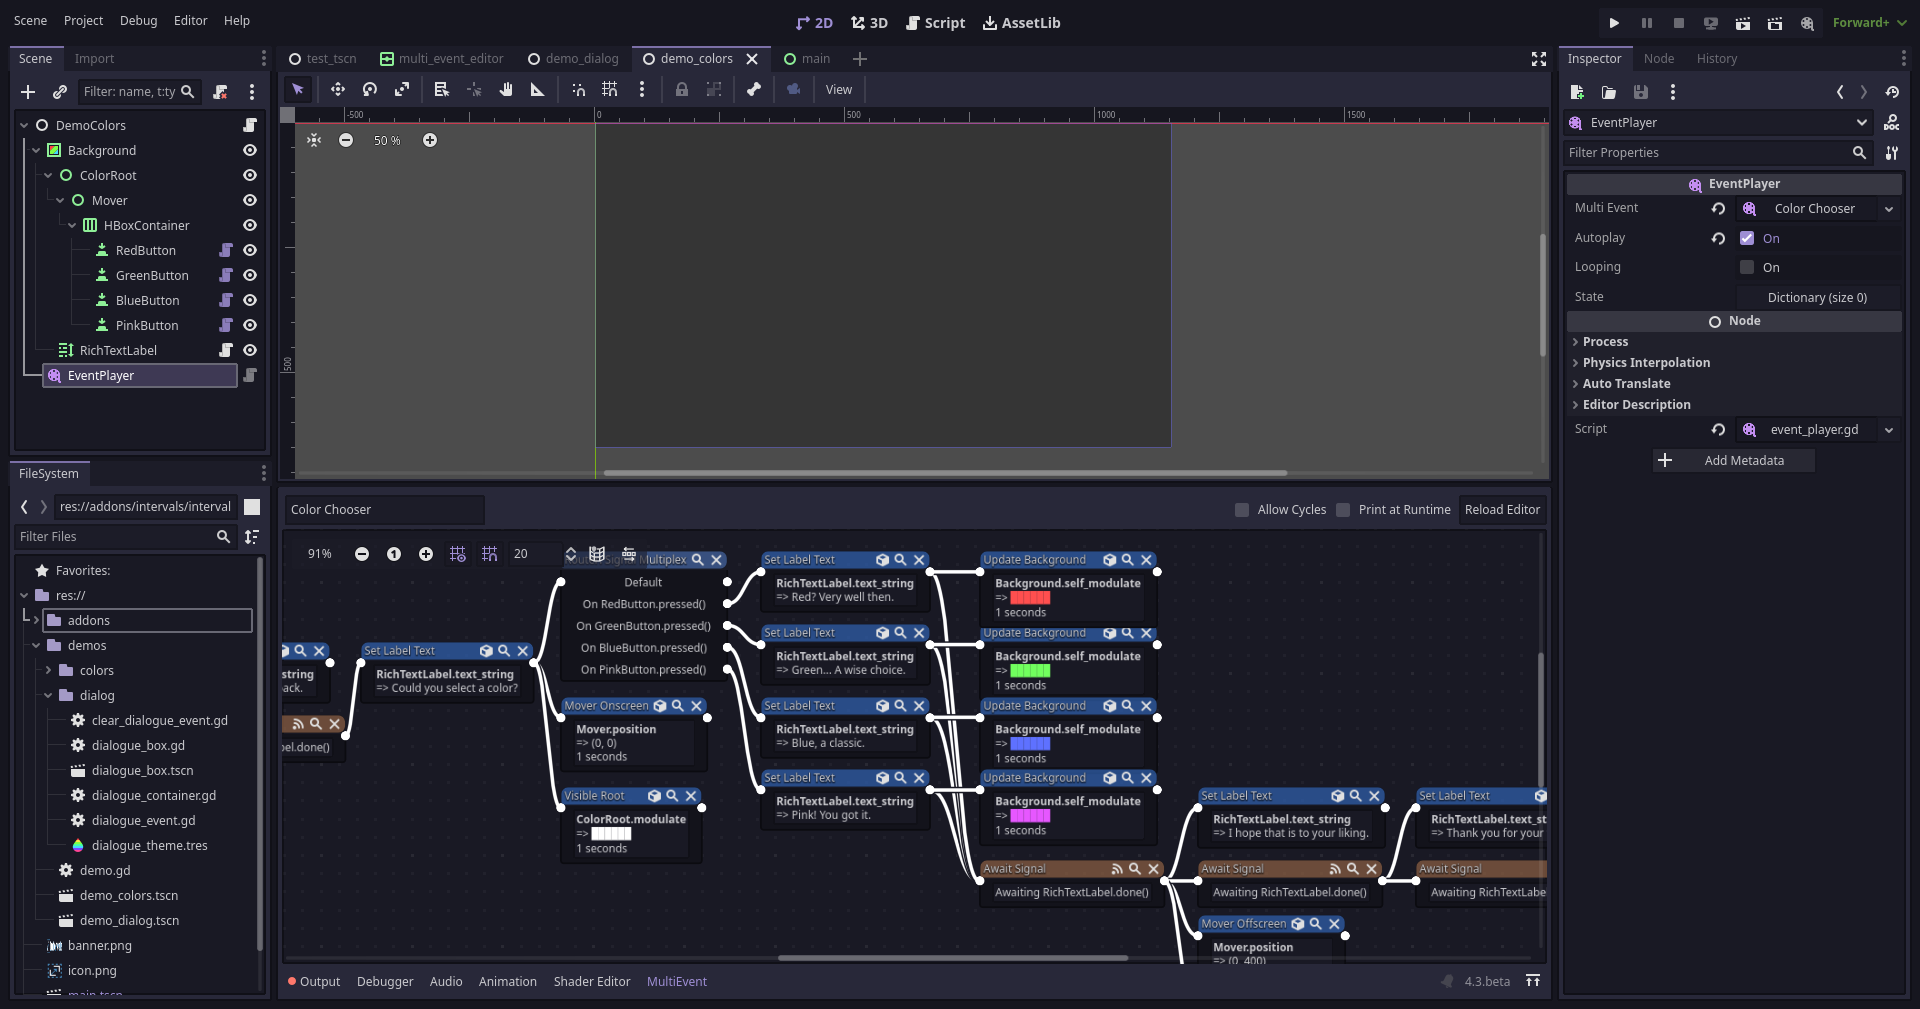 Scene Project Debug Editor Help
2D 3D Script AssetLib
Forward+
Scene Import
Filter: name, t:ty
DemoColors
Background
ColorRoot
Mover
HBoxContainer
RedButton
GreenButton
BlueButton
PinkButton
RichTextLabel
EventPlayer
FileSystem
res://addons/intervals/interval
Filter Files
Favorites:
res://
addons
demos
colors
dialog
clear_dialogue_event.gd
dialogue_box.gd
dialogue_box.tscn
dialogue_container.gd
dialogue_event.gd
dialogue_theme.tres
demo.gd
demo_colors.tscn
demo_dialog.tscn
banner.png
icon.png
main.tscn
test_tscn multi_event_editor demo_dialog demo_colors main
View
-500 0 500 1000 1500
50 %
500
Color Chooser
Allow Cycles Print at Runtime Reload Editor
91% 1 20
Multiplex
Default
On RedButton.pressed()
On GreenButton.pressed()
On BlueButton.pressed()
On PinkButton.pressed()
string
ack.
.done()
Set Label Text
RichTextLabel.text_string
=> Could you select a color?
Mover Onscreen
Mover.position
=> (0, 0)
1 seconds
Visible Root
ColorRoot.modulate
=>
1 seconds
Set Label Text
RichTextLabel.text_string
=> Red? Very well then.
Set Label Text
RichTextLabel.text_string
=> Green... A wise choice.
Set Label Text
RichTextLabel.text_string
=> Blue, a classic.
Set Label Text
RichTextLabel.text_string
=> Pink! You got it.
Update Background
Background.self_modulate
=>
1 seconds
Update Background
Background.self_modulate
=>
1 seconds
Update Background
Background.self_modulate
=>
1 seconds
Update Background
Background.self_modulate
=>
1 seconds
Await Signal
Awaiting RichTextLabel.done()
Set Label Text
RichTextLabel.text_string
=> I hope that is to your liking.
Await Signal
Awaiting RichTextLabel.done()
Mover Offscreen
Mover.position
=> (0, 400)
Set Label Text
RichTextLabel.text_st
=> Thank you for your
Await Signal
Awaiting RichTextLabe
Output Debugger Audio Animation Shader Editor MultiEvent
4.3.beta
Inspector Node History
EventPlayer
Filter Properties
EventPlayer
Multi Event Color Chooser
Autoplay On
Looping On
State Dictionary (size 0)
Node
Process
Physics Interpolation
Auto Translate
Editor Description
Script event_player.gd
Add Metadata